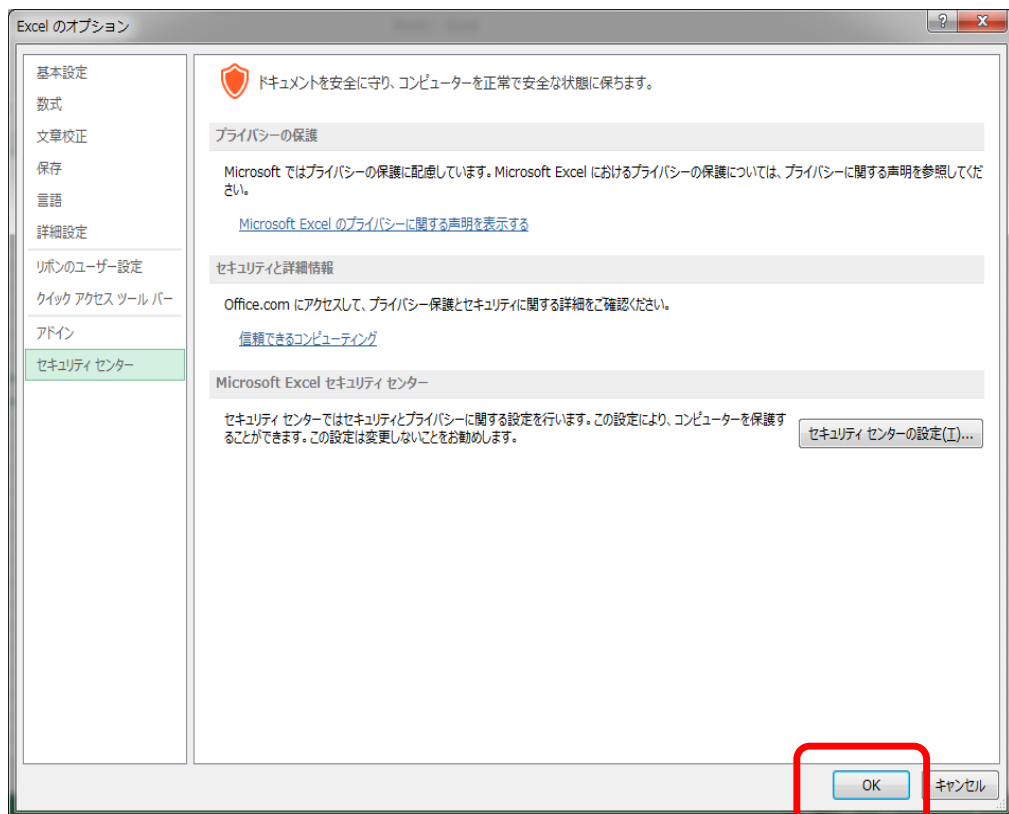 Excel のオプション
基本設定
数式
文章校正
保存
言語
詳細設定
リボンのユーザー設定
クイック アクセス ツール バー
アドイン
セキュリティ センター
ドキュメントを安全に守り、コンピューターを正常で安全な状態に保ちます。
プライバシーの保護
Microsoft ではプライバシーの保護に配慮しています。Microsoft Excel におけるプライバシーの保護については、プライバシーに関する声明を参照してくだ
さい。
Microsoft Excel のプライバシーに関する声明を表示する
セキュリティと詳細情報
Office.com にアクセスして、プライバシー保護とセキュリティに関する詳細をご確認ください。
信頼できるコンピューティング
Microsoft Excel セキュリティ センター
セキュリティ センターではセキュリティとプライバシーに関する設定を行います。この設定により、コンピューターを保護す
ることができます。この設定は変更しないことをお勧めします。
セキュリティ センターの設定(T)...
OK
キャンセル